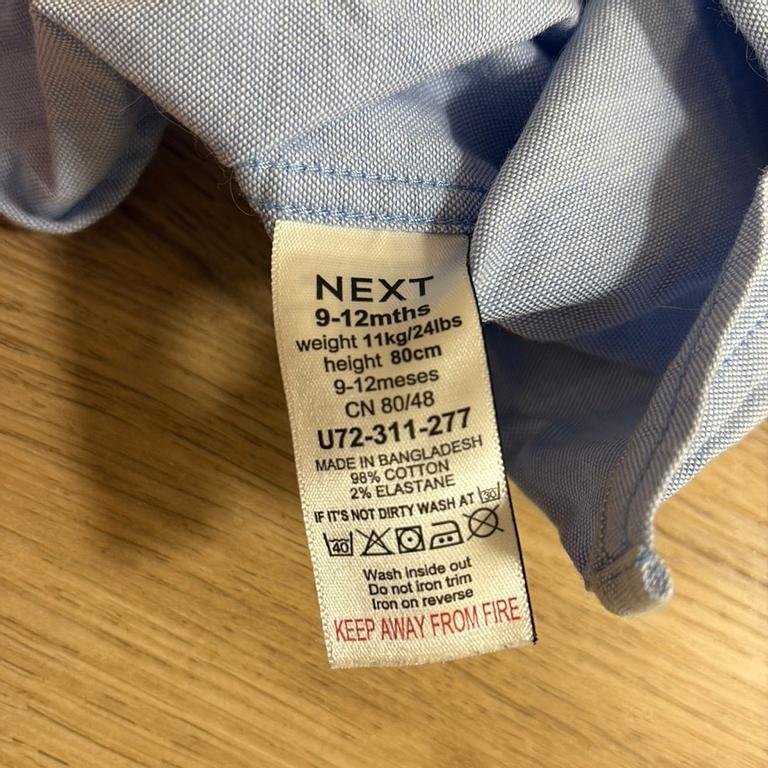 NEXT
9-12mths
weight 11kg/24lbs
height 80cm
9-12meses
CN 80/48
U72-311-277
MADE IN BANGLADESH
98% COTTON
2% ELASTANE
IF IT'S NOT DIRTY WASH AT 30
40
Wash inside out
Do not iron trim
Iron on reverse
KEEP AWAY FROM FIRE